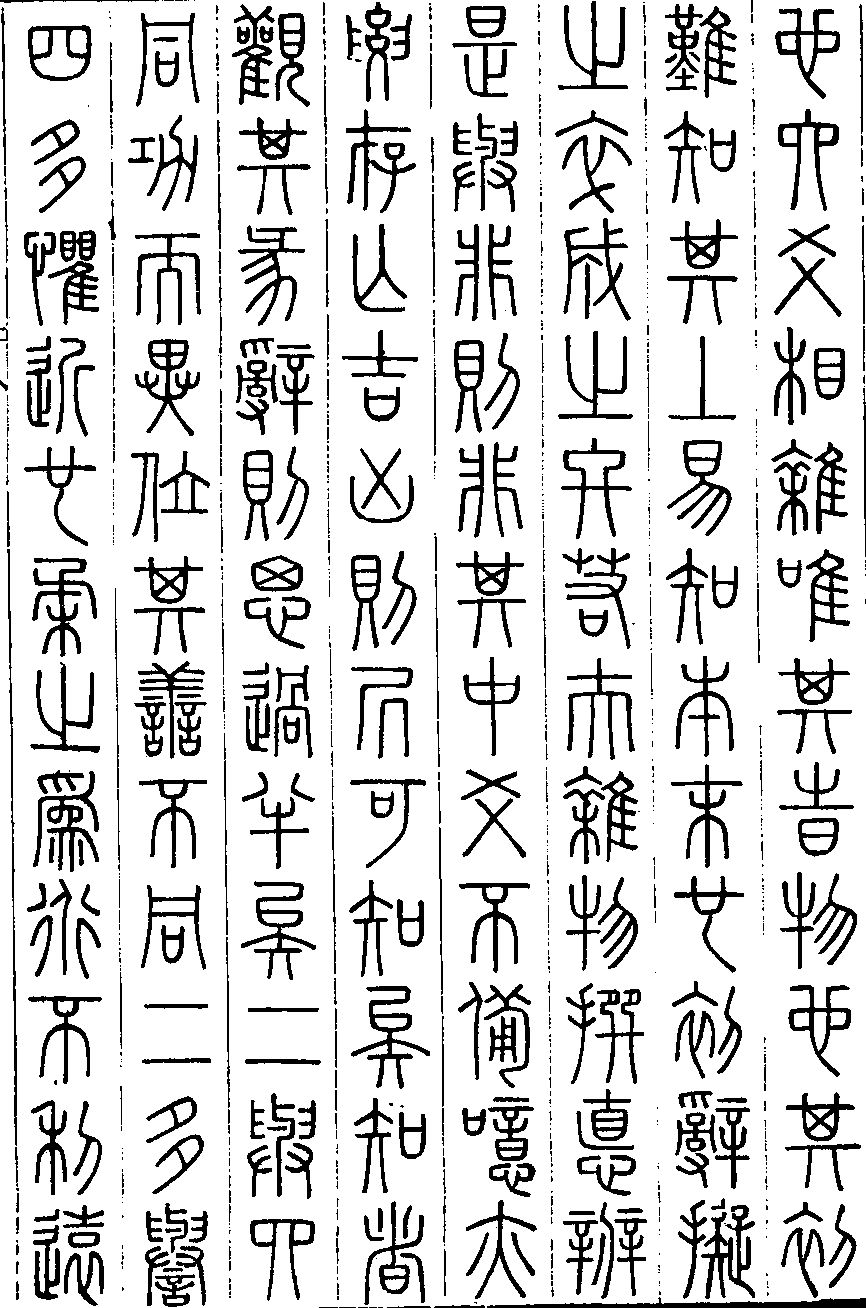 也六爻相雜唯其時物也其初
難知其上易知本末也初辭擬
之卒成之終若夫雜物撰德辯
是與非則非其中爻不備噫亦
要存亡吉凶則居可知矣知者
觀其彖辭則思過半矣二與四
同功而異位其善不同二多譽
四多懼近也柔之為道不利遠